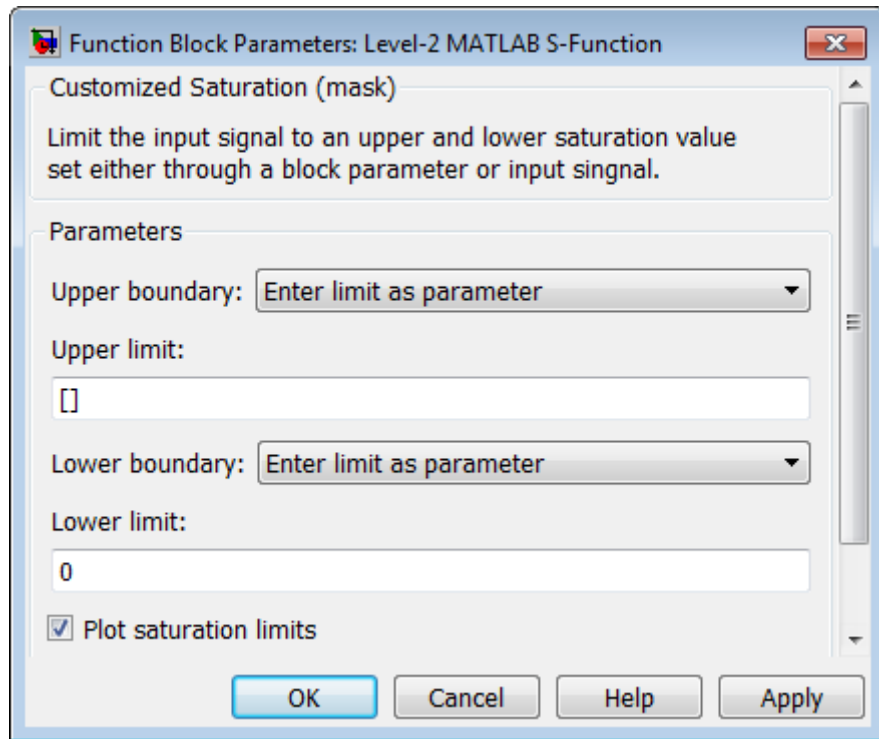 Function Block Parameters: Level-2 MATLAB S-Function
Customized Saturation (mask)
Limit the input signal to an upper and lower saturation value
set either through a block parameter or input singnal.
Parameters
Upper boundary: Enter limit as parameter
Upper limit:
[]
Lower boundary: Enter limit as parameter
Lower limit:
0
Plot saturation limits
OK Cancel Help Apply